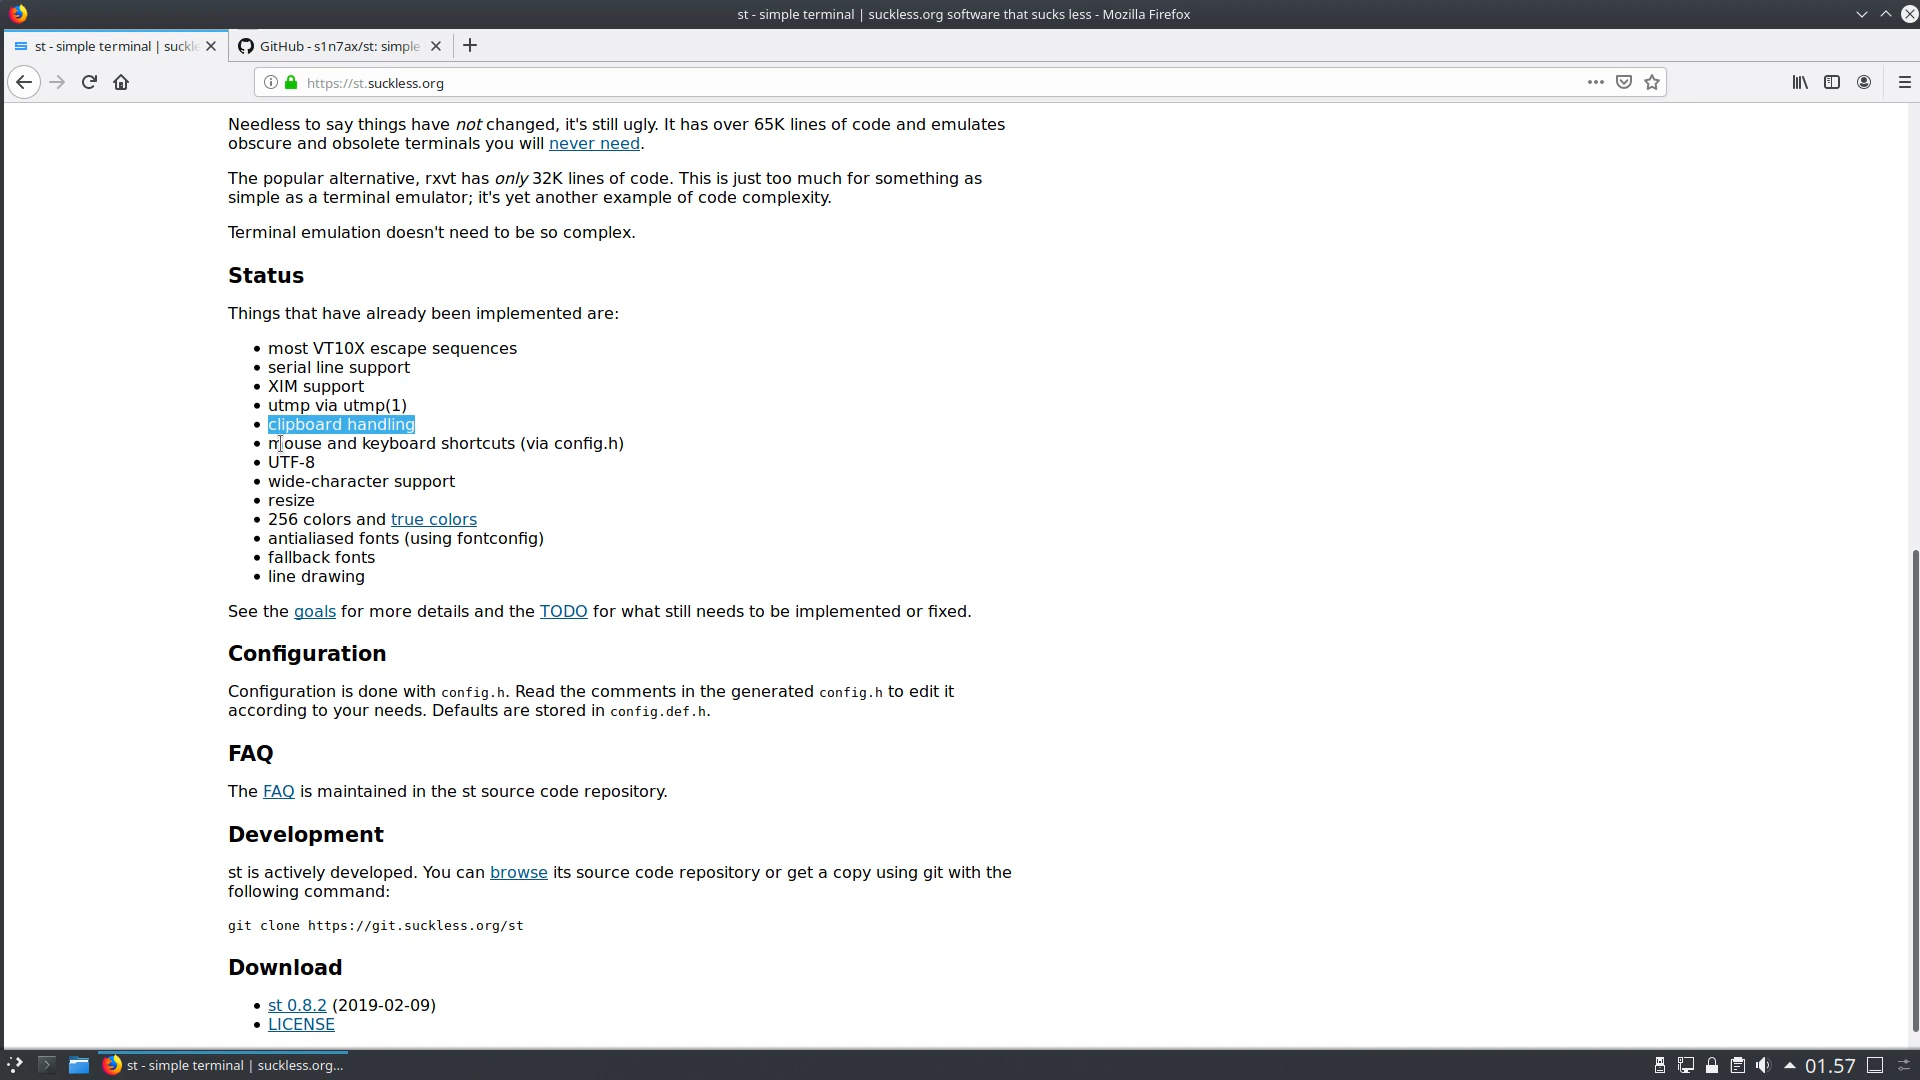 st - simple terminal | suckless.org software that sucks less - Mozilla Firefox
st - simple terminal | suckle
GitHub - s1n7ax/st: simple
https://st.suckless.org
Needless to say things have not changed, it's still ugly. It has over 65K lines of code and emulates
obscure and obsolete terminals you will never need.
The popular alternative, rxvt has only 32K lines of code. This is just too much for something as
simple as a terminal emulator; it's yet another example of code complexity.
Terminal emulation doesn't need to be so complex.
Status
Things that have already been implemented are:
• most VT10X escape sequences
• serial line support
• XIM support
• utmp via utmp(1)
• clipboard handling
• mouse and keyboard shortcuts (via config.h)
• UTF-8
• wide-character support
• resize
• 256 colors and true colors
• antialiased fonts (using fontconfig)
• fallback fonts
• line drawing
See the goals for more details and the TODO for what still needs to be implemented or fixed.
Configuration
Configuration is done with config.h. Read the comments in the generated config.h to edit it
according to your needs. Defaults are stored in config.def.h.
FAQ
The FAQ is maintained in the st source code repository.
Development
st is actively developed. You can browse its source code repository or get a copy using git with the
following command:
git clone https://git.suckless.org/st
Download
• st 0.8.2 (2019-02-09)
• LICENSE
st - simple terminal | suckless.org...
01.57